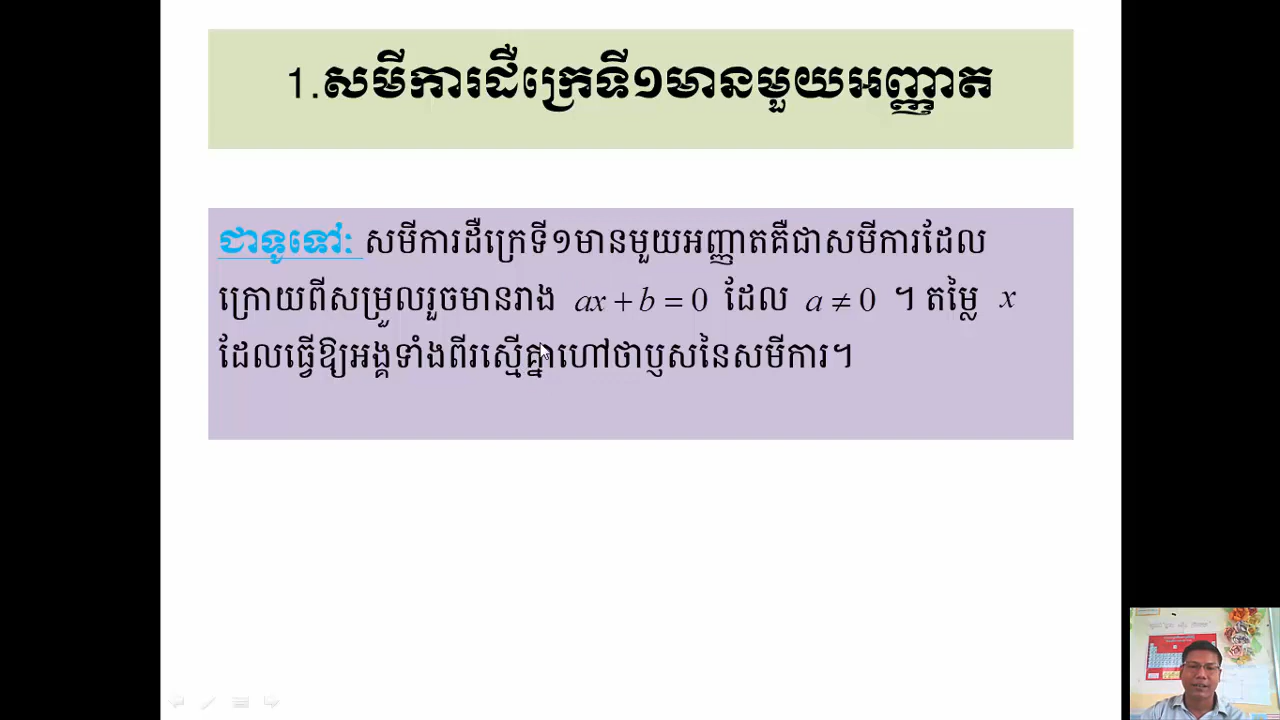 1.សមីការដឺក្រេទី១មានមួយអញ្ញាត
ជាទូទៅ: សមីការដឺក្រេទី១មានមួយអញ្ញាតគឺជាសមីការដែល
ក្រោយពីសម្រួលរួចមានរាង ax + b = 0 ដែល a ≠ 0 ។ តម្លៃ x
ដែលធ្វើឱ្យអង្គទាំងពីរស្មើគ្នាហៅថាឫសនៃសមីការ។